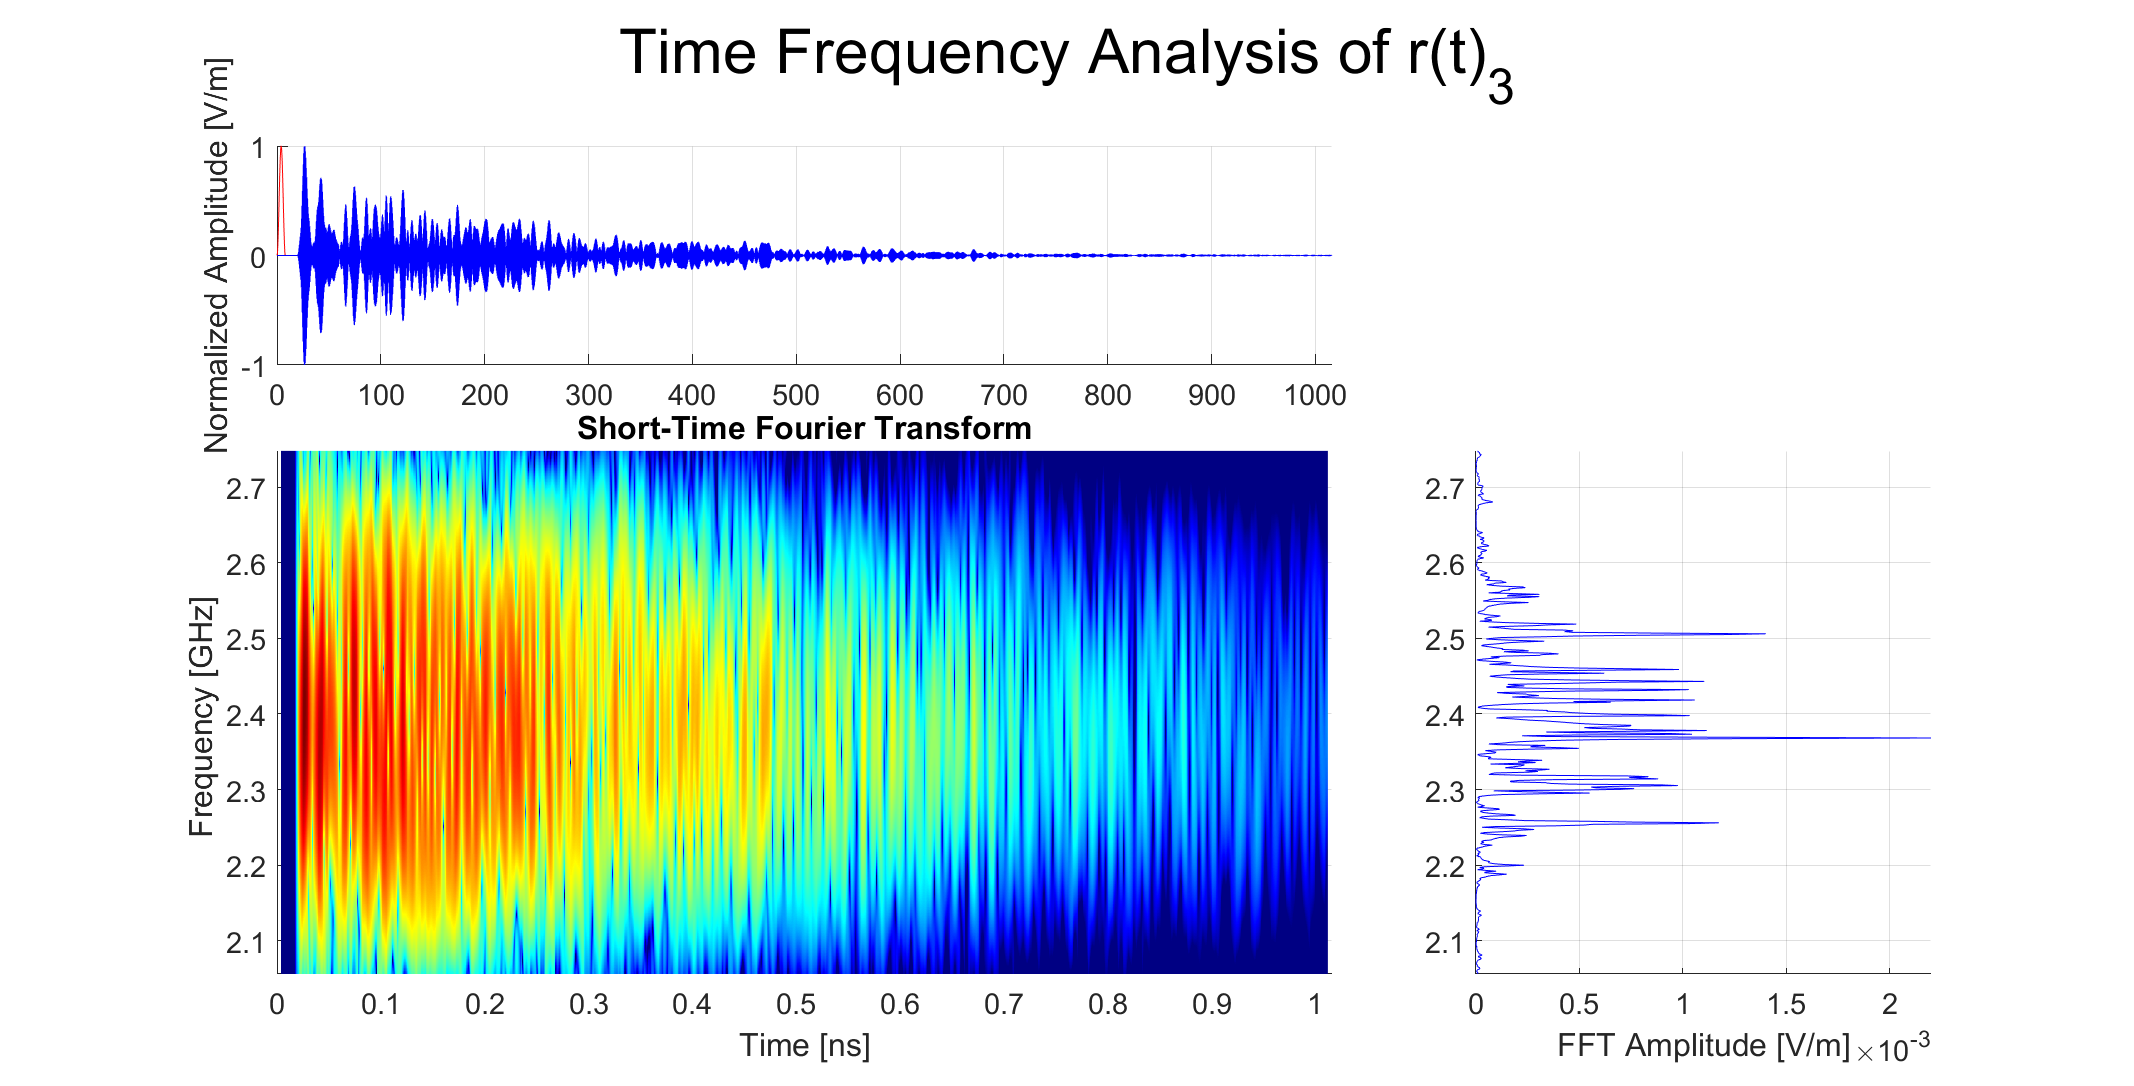 Time Frequency Analysis of r(t)₃
Normalized Amplitude [V/m]
1
0
-1
0 100 200 300 400 500 600 700 800 900 1000
Short-Time Fourier Transform
Frequency [GHz]
2.7
2.6
2.5
2.4
2.3
2.2
2.1
0 0.1 0.2 0.3 0.4 0.5 0.6 0.7 0.8 0.9 1
Time [ns]
2.7
2.6
2.5
2.4
2.3
2.2
2.1
0 0.5 1 1.5 2
FFT Amplitude [V/m] ×10⁻³